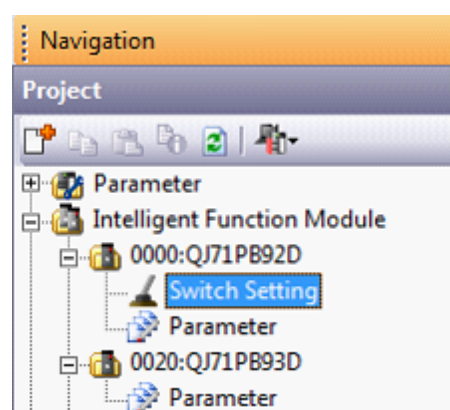 Navigation
Project
Parameter
Intelligent Function Module
0000:QJ71PB92D
Switch Setting
Parameter
0020:QJ71PB93D
Parameter